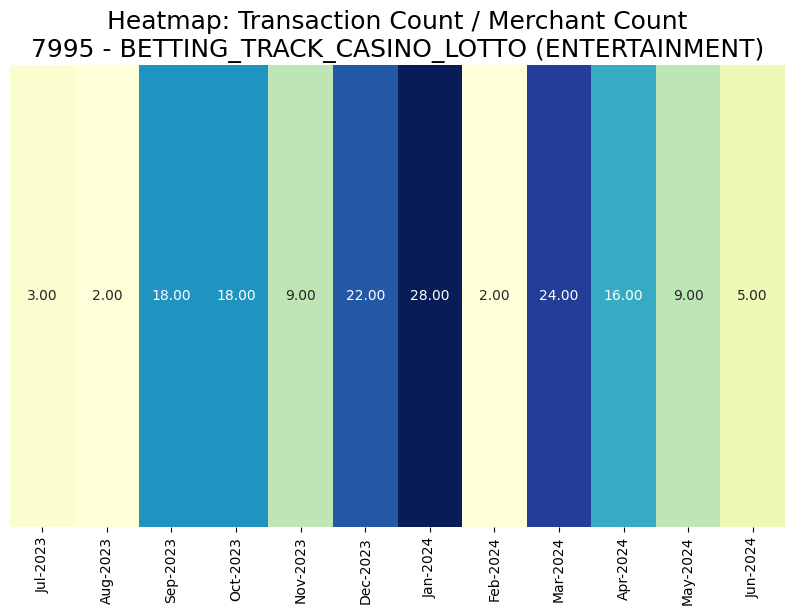 Heatmap: Transaction Count / Merchant Count
7995 - BETTING_TRACK_CASINO_LOTTO (ENTERTAINMENT)
3.00 2.00 18.00 18.00 9.00 22.00 28.00 2.00 24.00 16.00 9.00 5.00
Jul-2023 Aug-2023 Sep-2023 Oct-2023 Nov-2023 Dec-2023 Jan-2024 Feb-2024 Mar-2024 Apr-2024 May-2024 Jun-2024